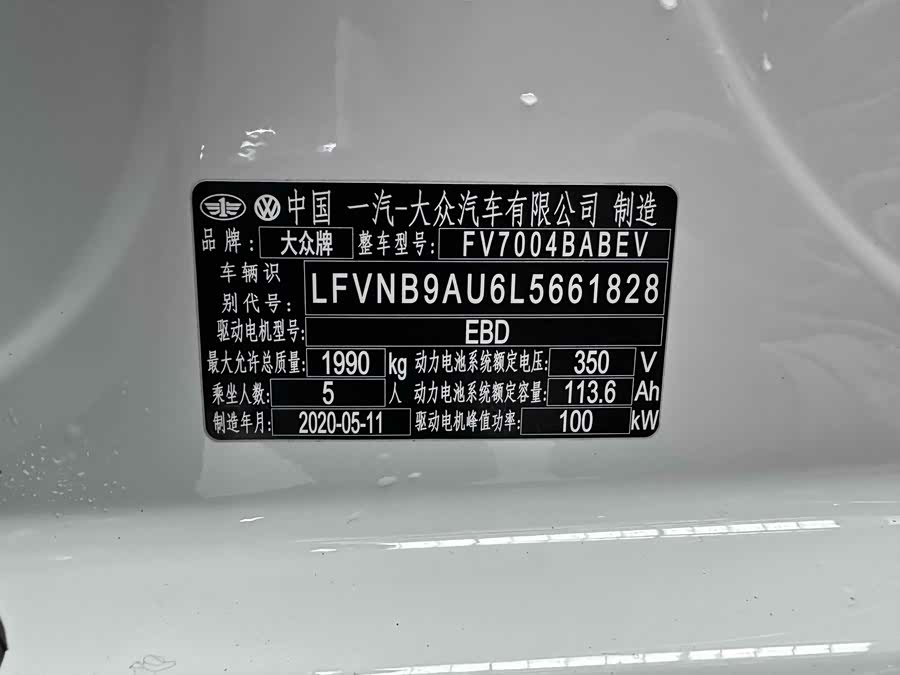 中国 一汽-大众汽车有限公司 制造
品牌: 大众牌 整车型号: FV7004BABEV
车辆识别代号: LFVNB9AU6L5661828
驱动电机型号: EBD
最大允许总质量: 1990 kg 动力电池系统额定电压: 350 V
乘坐人数: 5 人 动力电池系统额定容量: 113.6 Ah
制造年月: 2020-05-11 驱动电机峰值功率: 100 kW